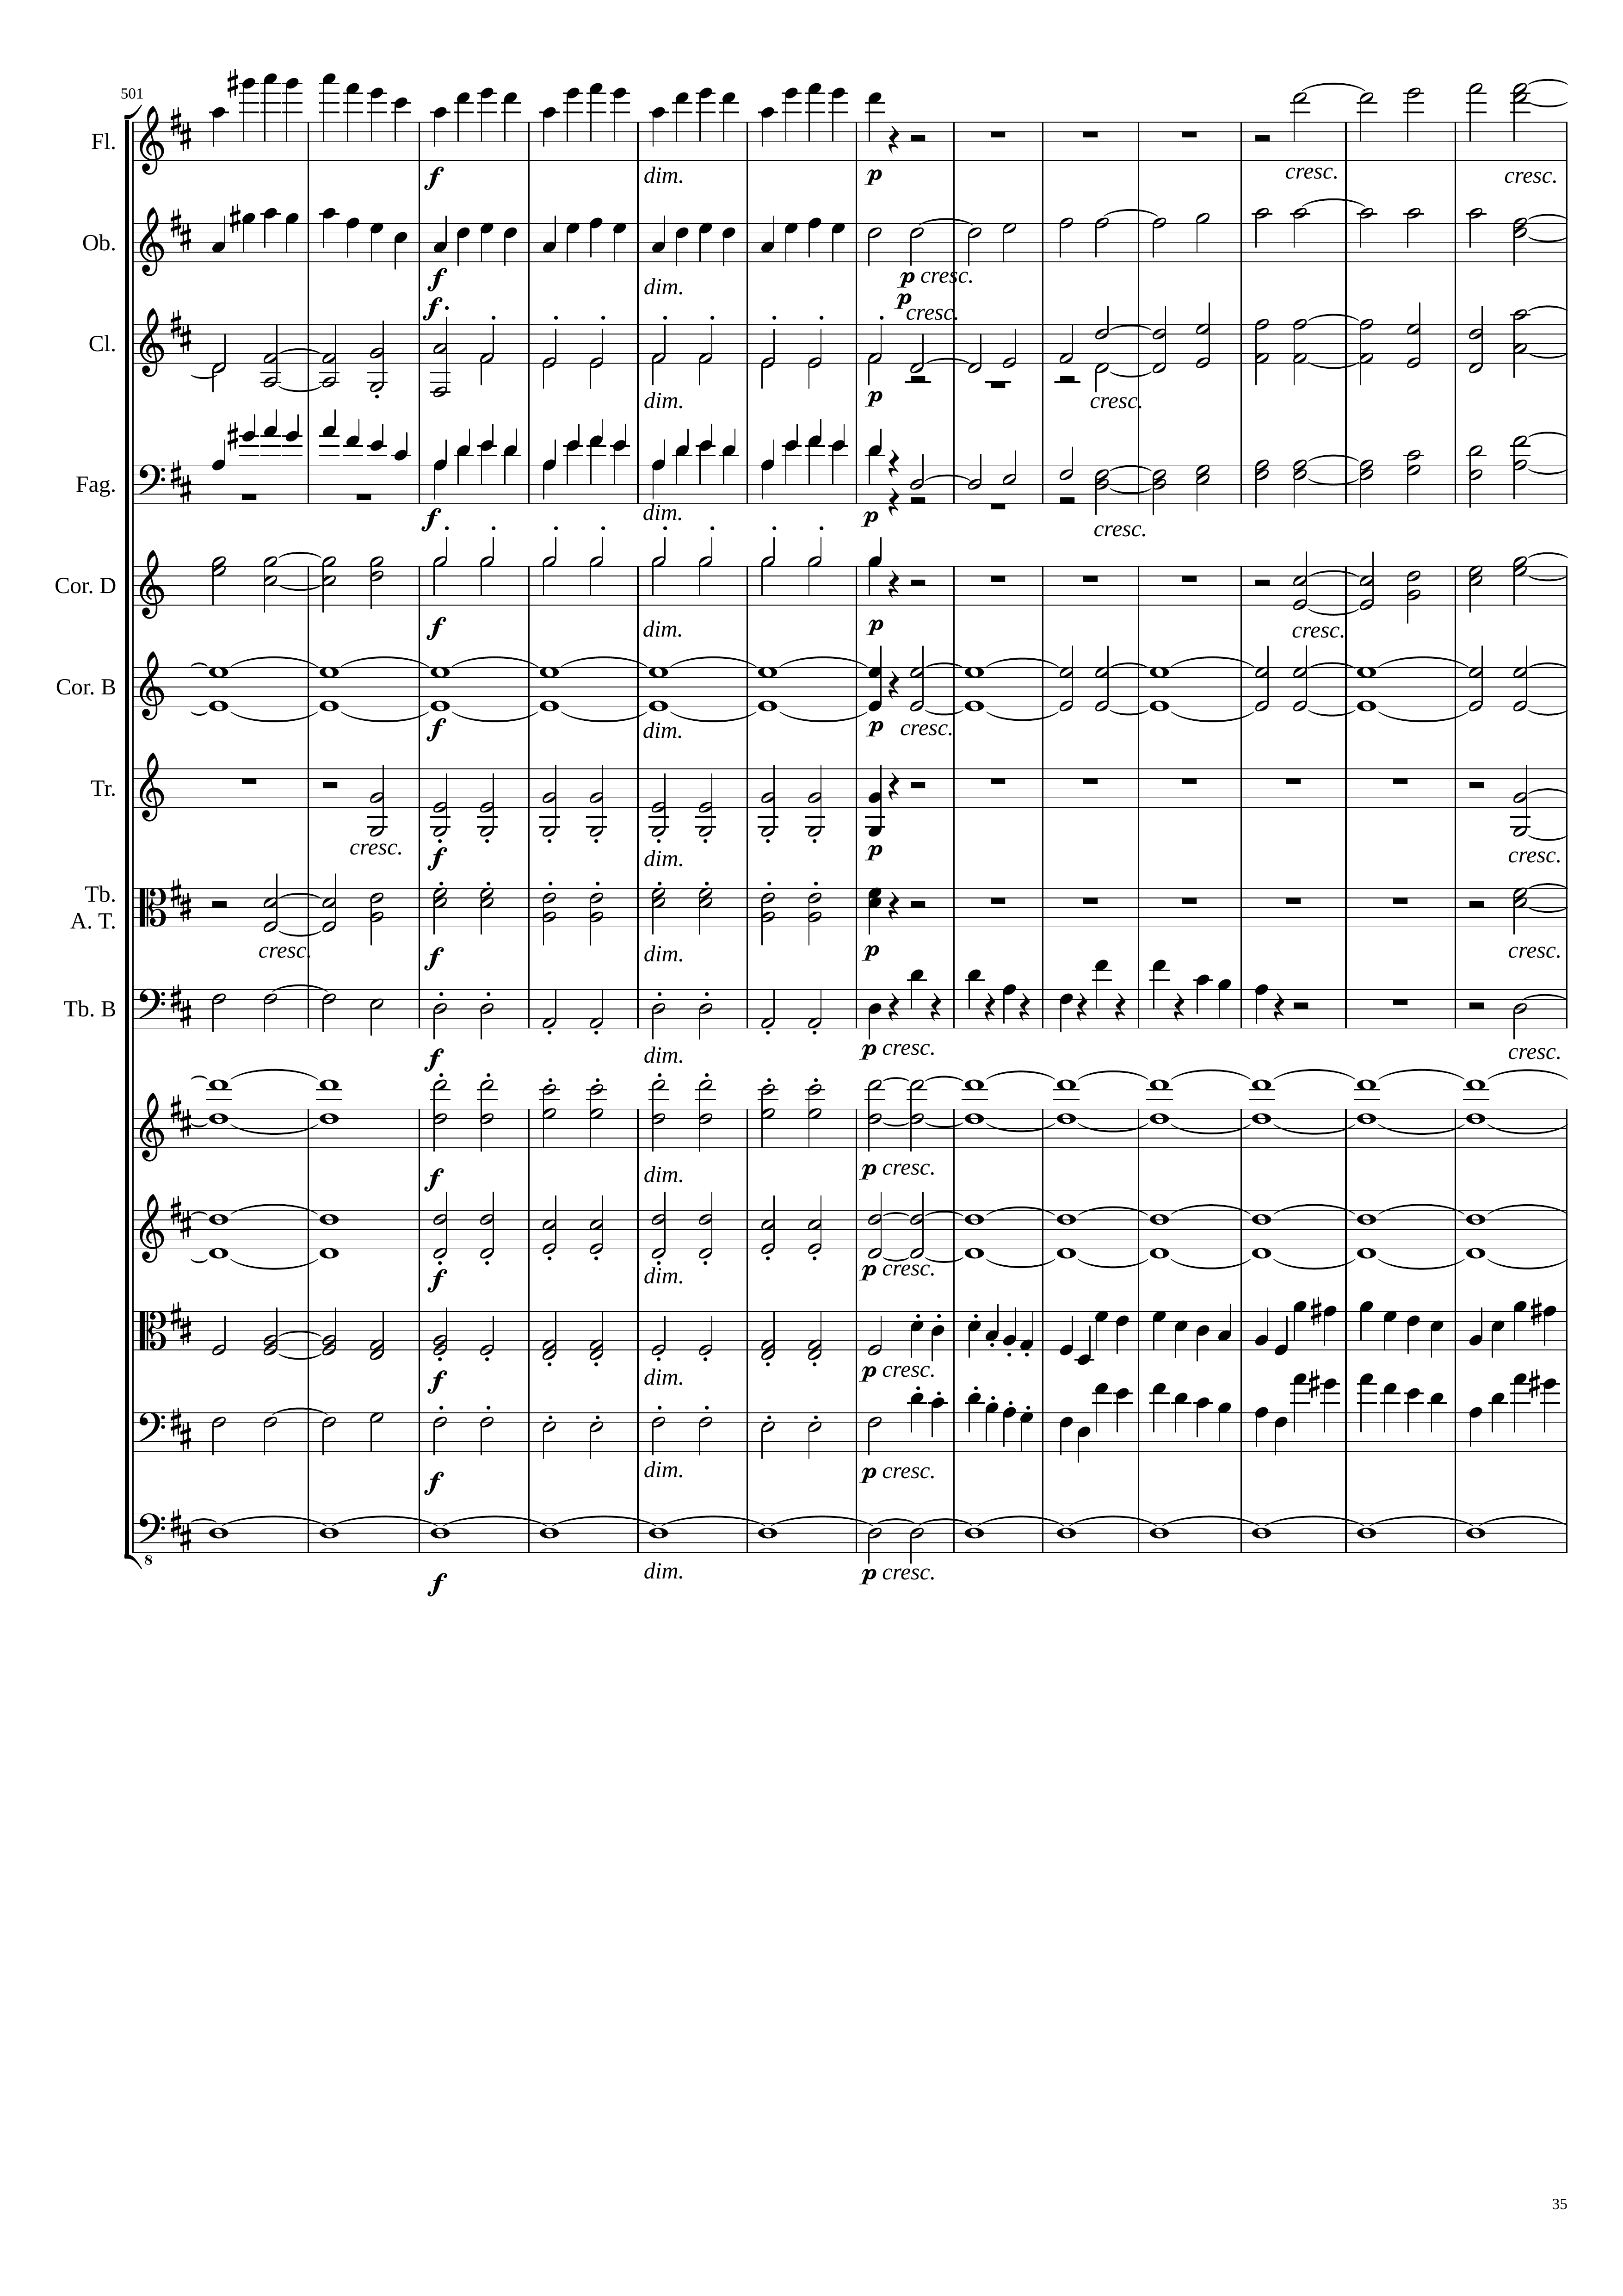 501
Fl.
f dim. p cresc. cresc.
Ob.
f dim. p cresc.
f p cresc.
Cl.
dim. p cresc.
Fag.
f dim. p cresc.
Cor. D
f dim. p cresc.
Cor. B
f dim. p cresc.
Tr.
cresc. f dim. p cresc.
Tb.
A. T.
cresc. f dim. p cresc.
Tb. B
f dim. p cresc. cresc.
f dim. p cresc.
f dim. p cresc.
f dim. p cresc.
f dim. p cresc.
8
f dim. p cresc.
35